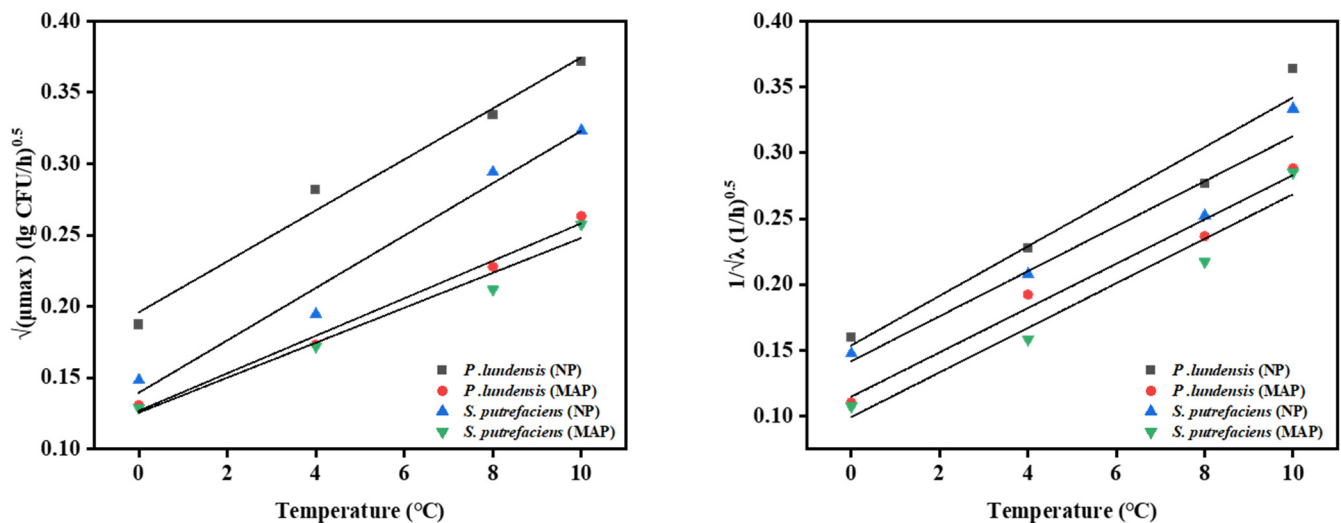 √(μmax ) (lg CFU/h)^0.5
0.40
0.35
0.30
0.25
0.20
0.15
0.10
0
2
4
6
8
10
Temperature (°C)
P .lundensis (NP)
P .lundensis (MAP)
S. putrefaciens (NP)
S. putrefaciens (MAP)
1/√λ (1/h)^0.5
0.40
0.35
0.30
0.25
0.20
0.15
0.10
0
2
4
6
8
10
Temperature (°C)
P .lundensis (NP)
P .lundensis (MAP)
S. putrefaciens (NP)
S. putrefaciens (MAP)